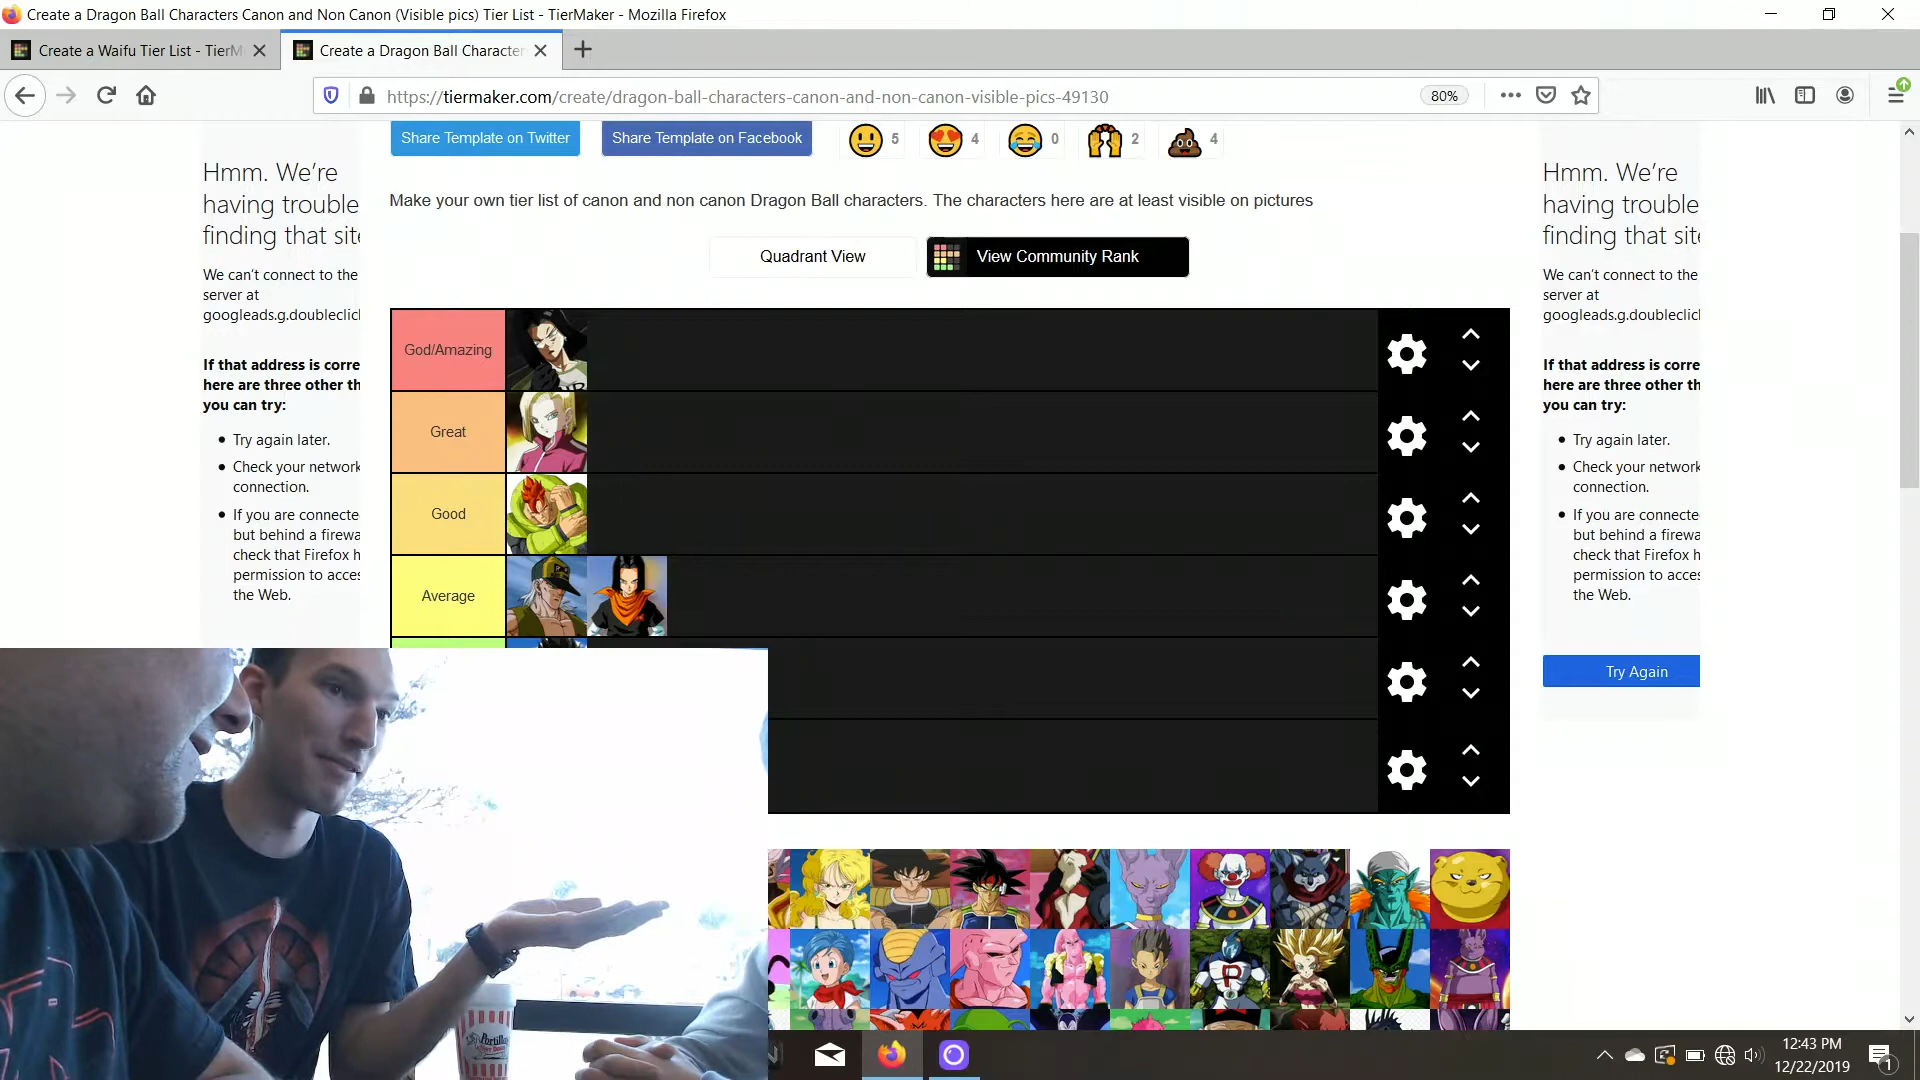 Create a Dragon Ball Characters Canon and Non Canon (Visible pics) Tier List - TierMaker - Mozilla Firefox
Create a Waifu Tier List - TierM
Create a Dragon Ball Character
https://tiermaker.com/create/dragon-ball-characters-canon-and-non-canon-visible-pics-49130
80%
Share Template on Twitter
Share Template on Facebook
5
4
0
2
4
Make your own tier list of canon and non canon Dragon Ball characters. The characters here are at least visible on pictures
Quadrant View
View Community Rank
Hmm. We're
having trouble
finding that site
We can't connect to the
server at
googleads.g.doubleclic
If that address is corre
here are three other th
you can try:
Try again later.
Check your network
connection.
If you are connecte
but behind a firewa
check that Firefox h
permission to acces
the Web.
God/Amazing
Great
Good
Average
Hmm. We're
having trouble
finding that site
We can't connect to the
server at
googleads.g.doubleclic
If that address is corre
here are three other th
you can try:
Try again later.
Check your network
connection.
If you are connecte
but behind a firewa
check that Firefox h
permission to acces
the Web.
Try Again
Portillo's
12:43 PM
12/22/2019
1